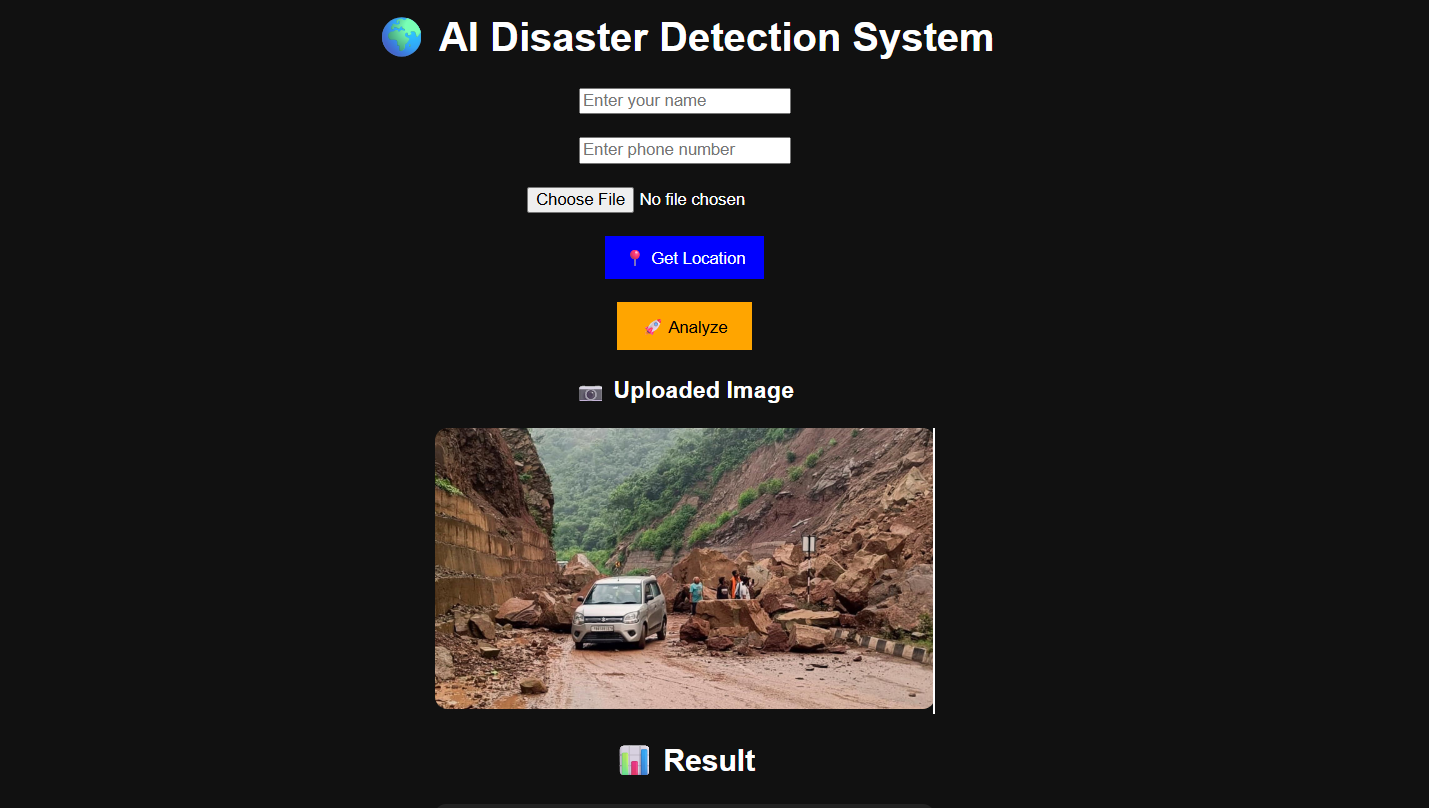 AI Disaster Detection System
Enter your name
Enter phone number
Choose File No file chosen
Get Location
Analyze
Uploaded Image
Result